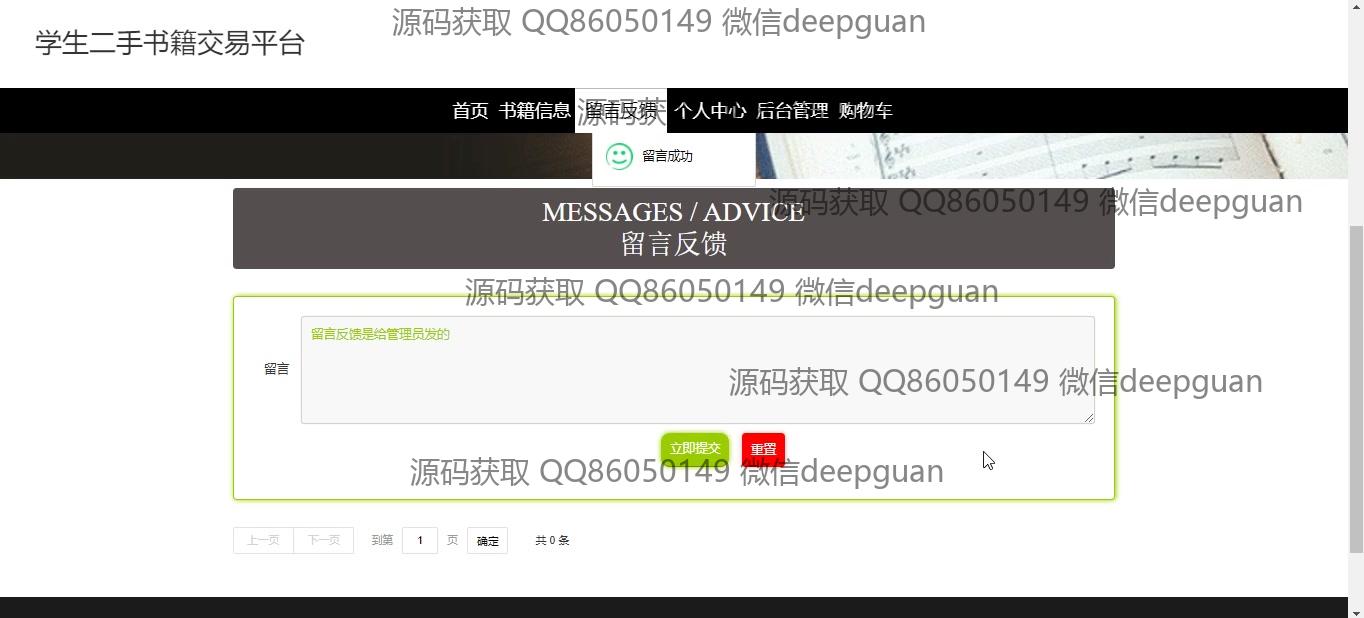 源码获取 QQ86050149 微信deepguan
学生二手书籍交易平台
首页 书籍信息 留言反馈 个人中心 后台管理 购物车
源码获
留言成功
源码获取 QQ86050149 微信deepguan
MESSAGES / ADVICE
留言反馈
源码获取 QQ86050149 微信deepguan
留言反馈是给管理员发的
留言
源码获取 QQ86050149 微信deepguan
立即提交 重置
源码获取 QQ86050149 微信deepguan
上一页 下一页 到第 1 页 确定 共 0 条